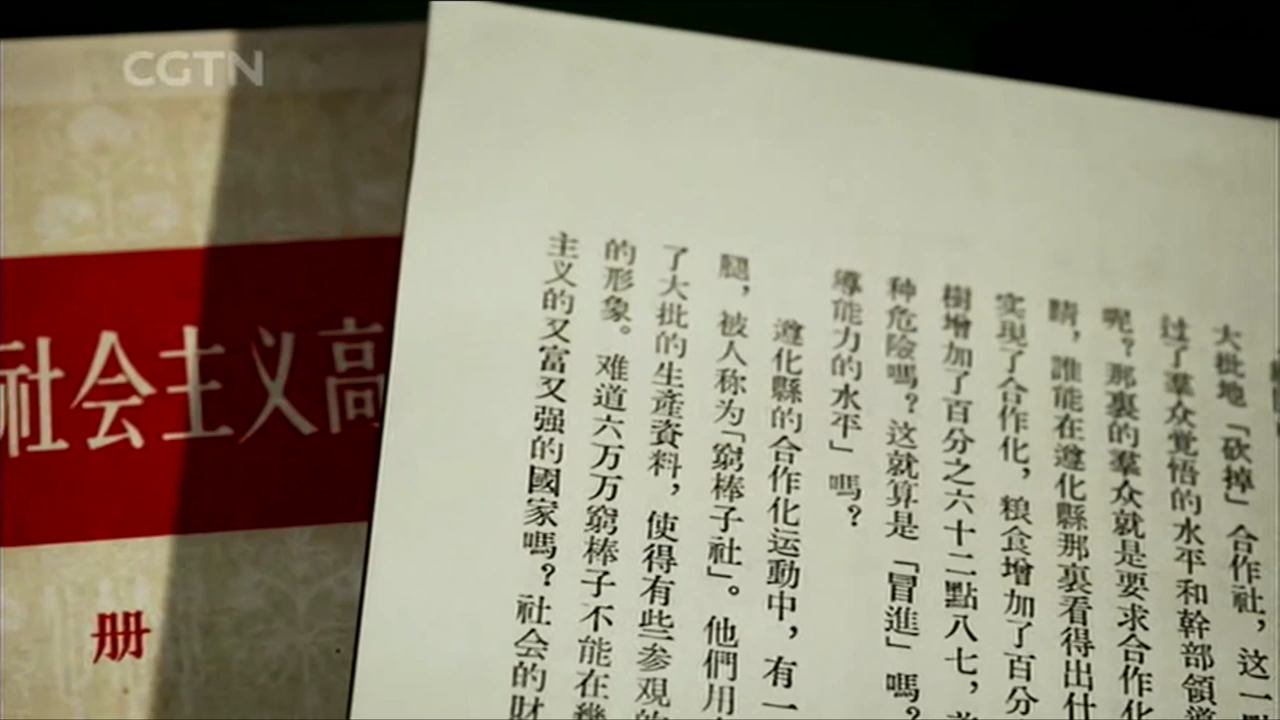 CGTN
社会主义高
册
大批地「砍掉」合作社，这一
过了羣众覺悟的水平和幹部領導
呢？那裏的羣众就是要求合作化
睛，誰能在遵化縣那裏看得出什
实現了合作化，粮食增加了百分
樹增加了百分之六十二點八七，
种危險嗎？这就算是「冒進」嗎？
導能力的水平」嗎？
遵化縣的合作化运動中，有一
腿，被人称为「窮棒子社」。他們用
了大批的生產資料，使得有些参观的
的形象。难道六万万窮棒子不能在幾
主义的又富又强的國家嗎？社会的財